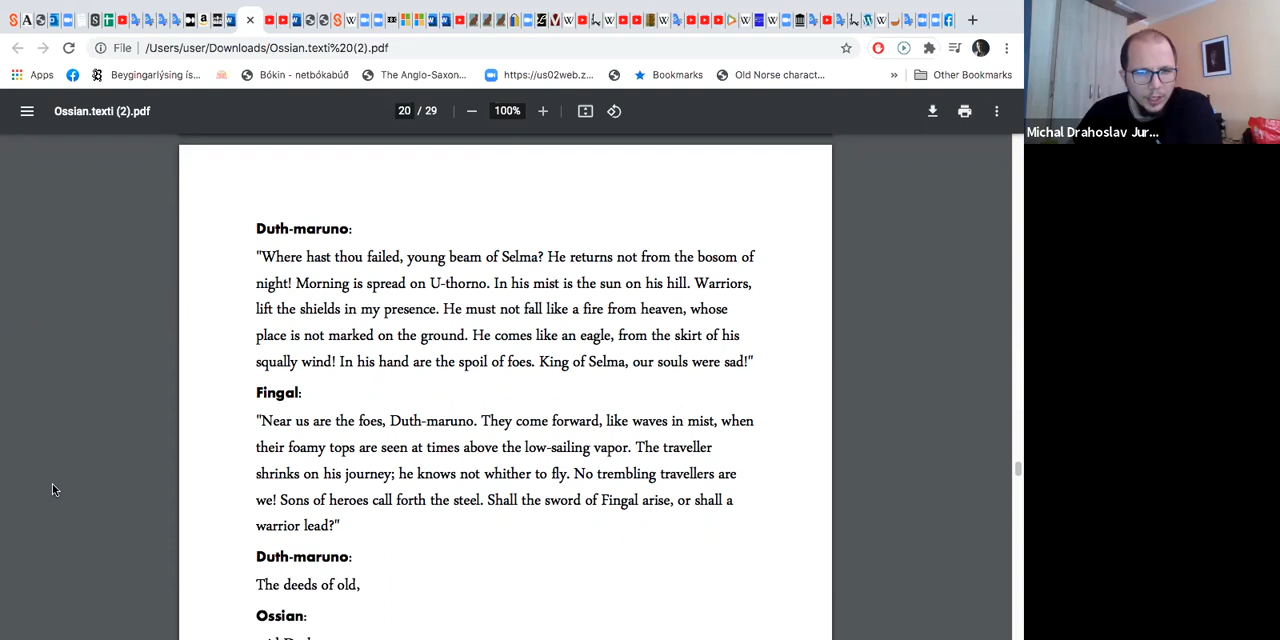 File | /Users/user/Downloads/Ossian.texti%20(2).pdf
Apps Beygingarlýsing ís... Bókin - netbókabúð The Anglo-Saxon... https://us02web.z... Bookmarks Old Norse charact... » Other Bookmarks
Ossian.texti (2).pdf 20 / 29 100%
Michal Drahoslav Jur...
Duth-maruno:
"Where hast thou failed, young beam of Selma? He returns not from the bosom of
night! Morning is spread on U-thorno. In his mist is the sun on his hill. Warriors,
lift the shields in my presence. He must not fall like a fire from heaven, whose
place is not marked on the ground. He comes like an eagle, from the skirt of his
squally wind! In his hand are the spoil of foes. King of Selma, our souls were sad!"
Fingal:
"Near us are the foes, Duth-maruno. They come forward, like waves in mist, when
their foamy tops are seen at times above the low-sailing vapor. The traveller
shrinks on his journey; he knows not whither to fly. No trembling travellers are
we! Sons of heroes call forth the steel. Shall the sword of Fingal arise, or shall a
warrior lead?"
Duth-maruno:
The deeds of old,
Ossian: